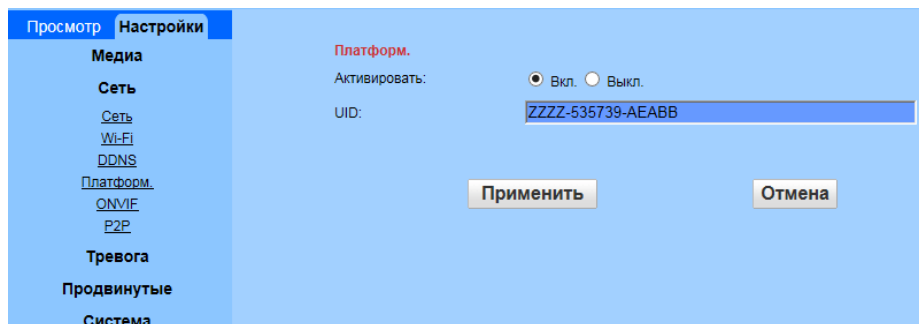 Просмотр Настройки
Медиа
Сеть
Сеть
Wi-Fi
DDNS
Платформ.
ONVIF
P2P
Тревога
Продвинутые
Система
Платформ.
Активировать: Вкл. Выкл.
UID: ZZZZ-535739-AEABB
Применить Отмена